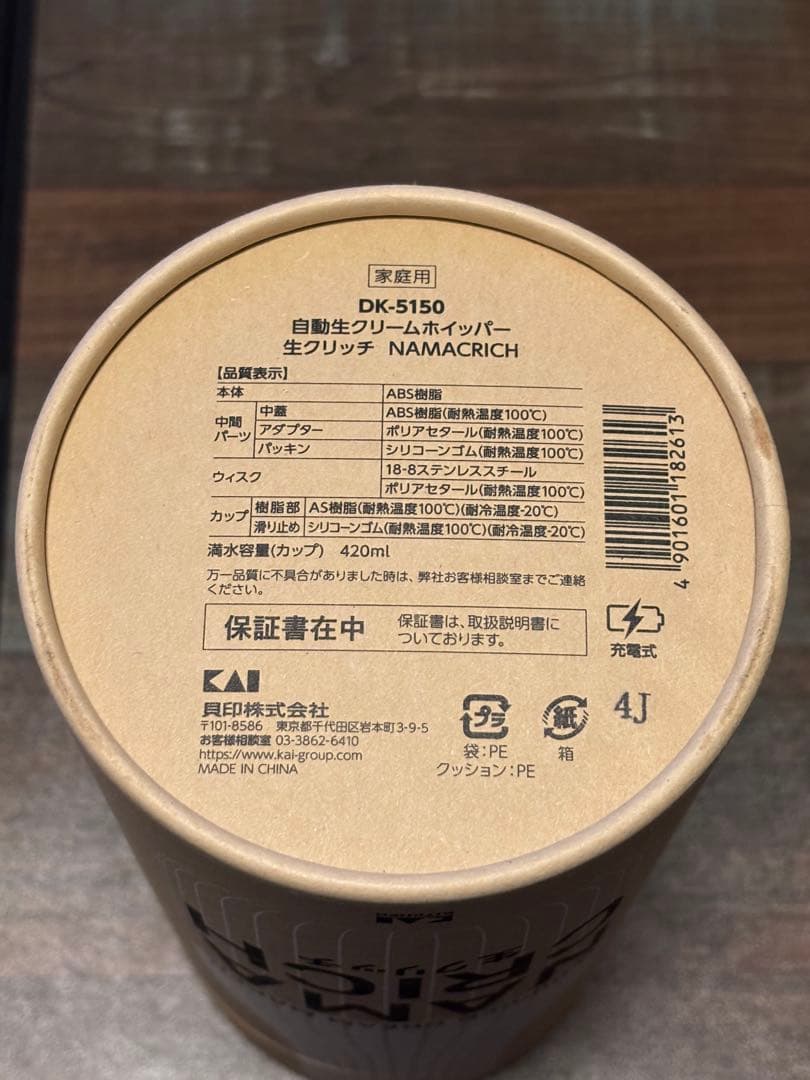 家庭用
DK-5150
自動生クリームホイッパー
生クリッチ NAMACRICH
【品質表示】
本体 ABS樹脂
中間パーツ 中蓋 ABS樹脂(耐熱温度100℃)
アダプター ポリアセタール(耐熱温度100℃)
パッキン シリコーンゴム(耐熱温度100℃)
ウィスク 18-8ステンレススチール
ポリアセタール(耐熱温度100℃)
カップ 樹脂部 AS樹脂(耐熱温度100℃)(耐冷温度-20℃)
滑り止め シリコーンゴム(耐熱温度100℃)(耐冷温度-20℃)
満水容量(カップ) 420ml
万一品質に不具合がありました時は、弊社お客様相談室までご連絡
ください。
保証書在中 保証書は、取扱説明書に
ついております。
4 901601 182613
充電式
KAI
貝印株式会社
〒101-8586 東京都千代田区岩本町3-9-5
お客様相談室 03-3862-6410
https://www.kai-group.com
MADE IN CHINA
プラ
袋:PE
クッション:PE
紙
箱
4J
KAI
生クリッチ
NAM
CRIC
H